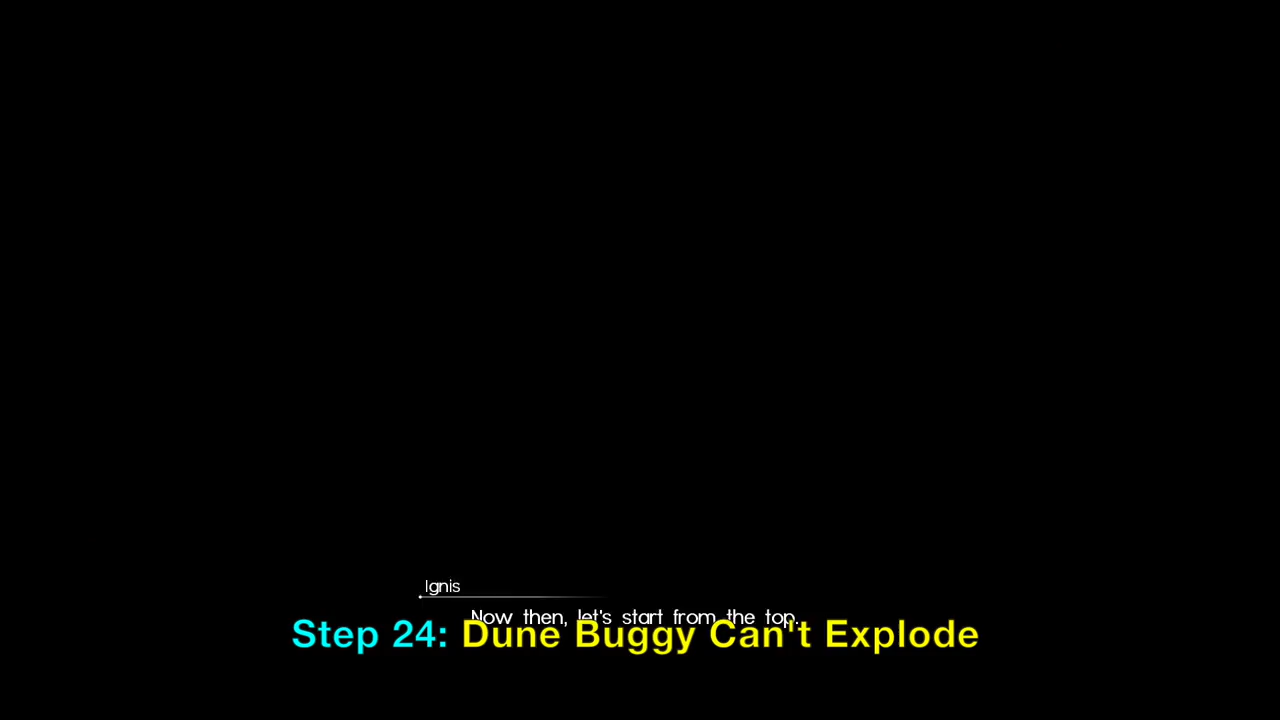 Ignis
Now then, let's start from the top.
Step 24: Dune Buggy Can't Explode